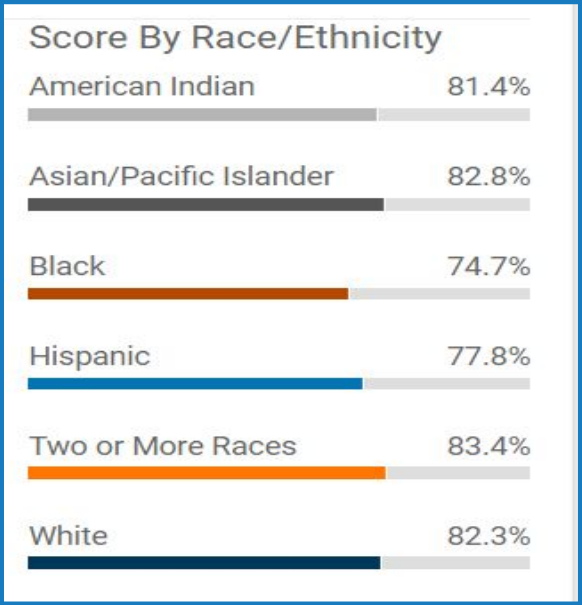 Score By Race/Ethnicity
American Indian 81.4%
Asian/Pacific Islander 82.8%
Black 74.7%
Hispanic 77.8%
Two or More Races 83.4%
White 82.3%